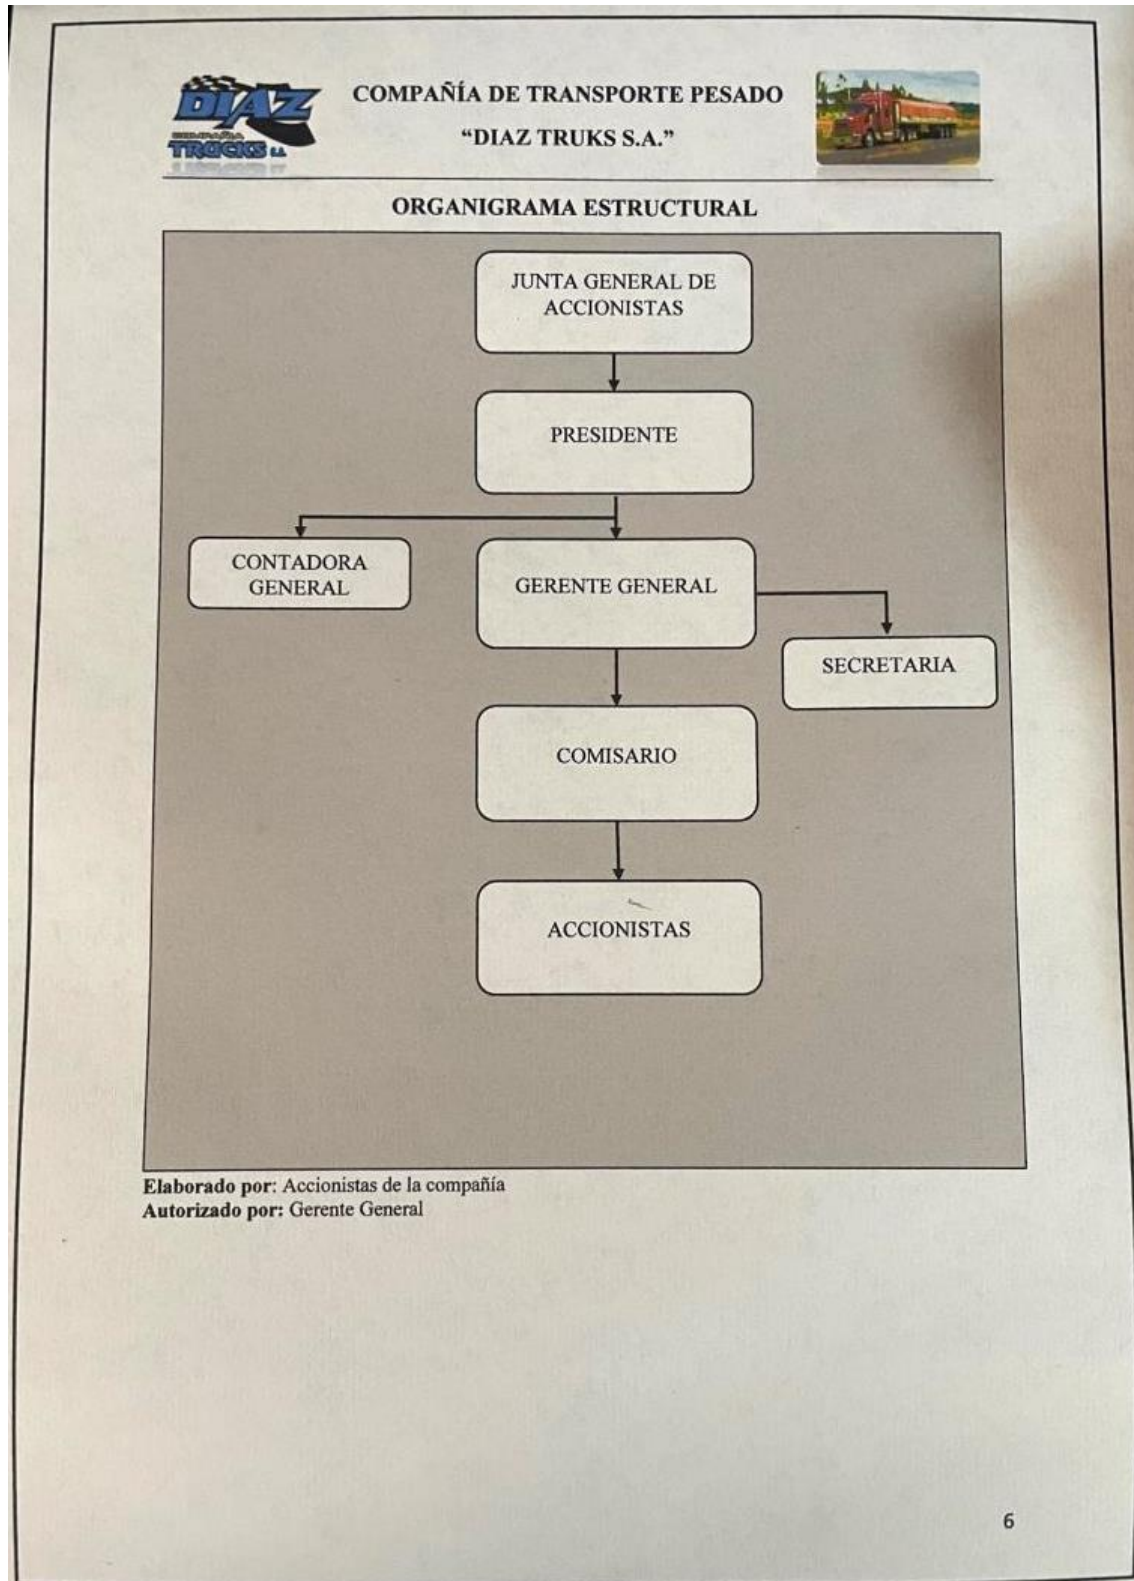 DIAZ
COMPAÑIA
TRUCKS S.A.
COMPAÑÍA DE TRANSPORTE PESADO
“DIAZ TRUKS S.A.”
ORGANIGRAMA ESTRUCTURAL
JUNTA GENERAL DE
ACCIONISTAS
PRESIDENTE
CONTADORA
GENERAL
GERENTE GENERAL
SECRETARIA
COMISARIO
ACCIONISTAS
Elaborado por: Accionistas de la compañía
Autorizado por: Gerente General
6